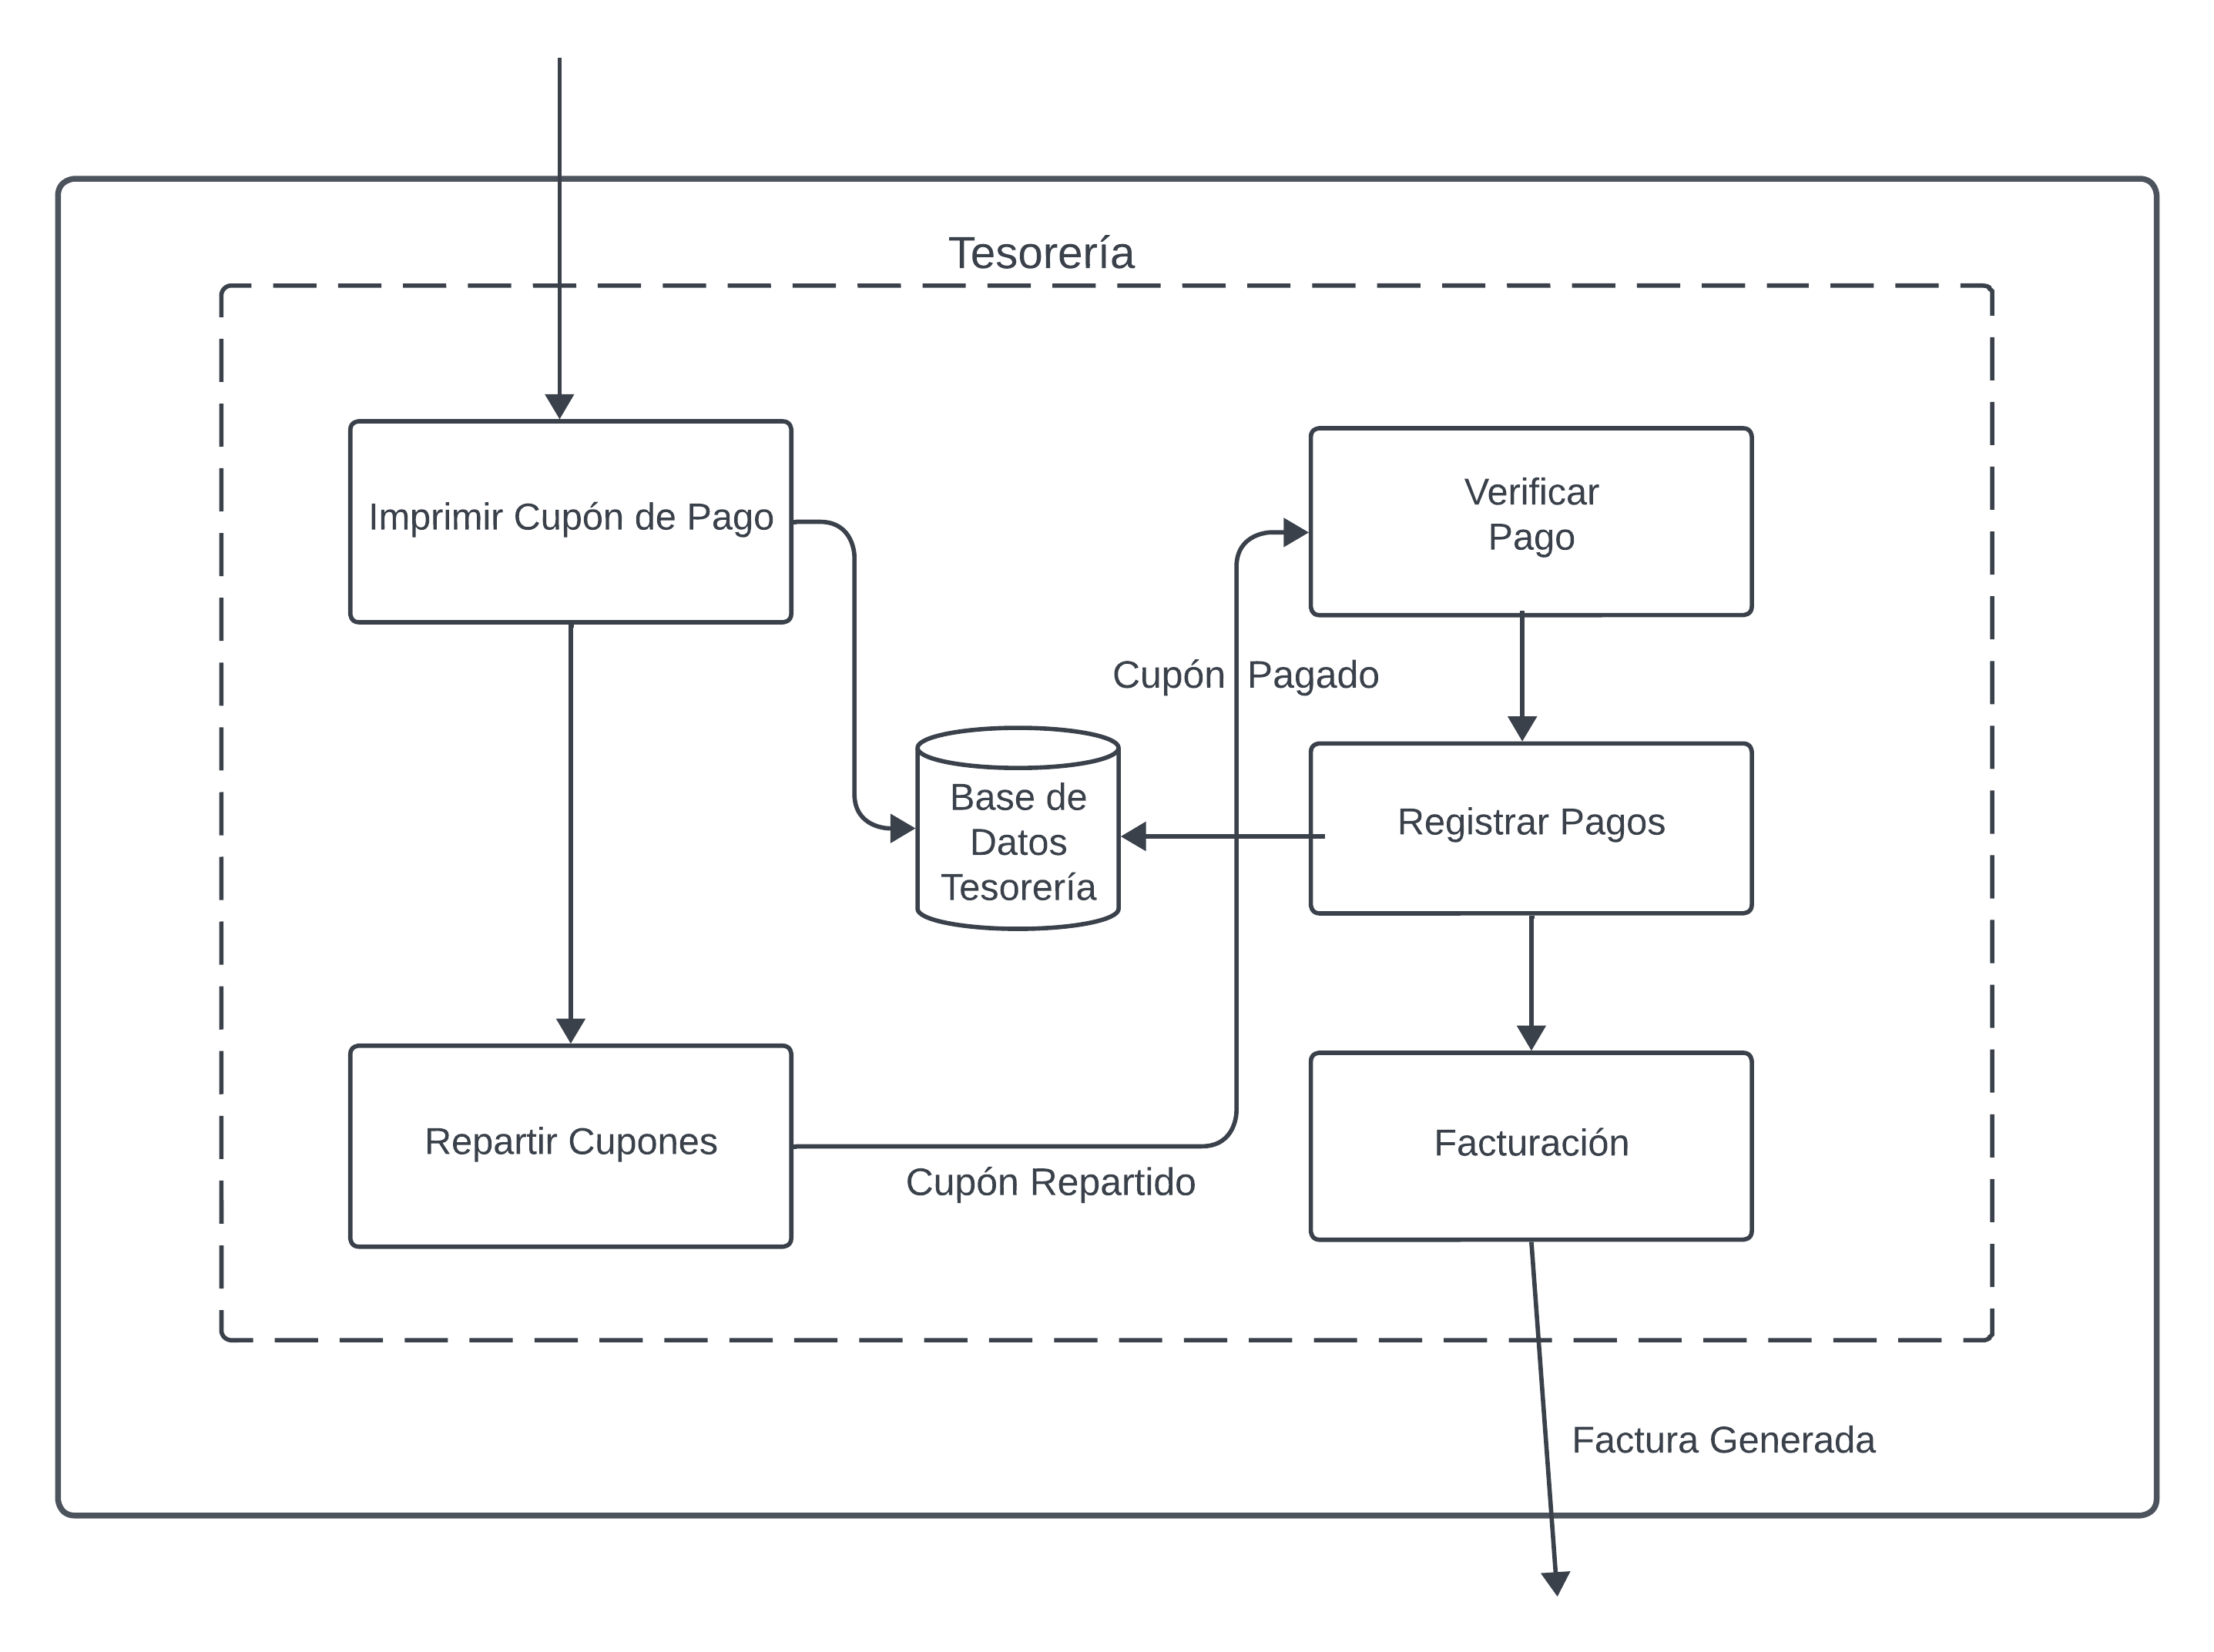 Tesorería
Imprimir Cupón de Pago
Verificar
Pago
Cupón Pagado
Base de
Datos
Tesorería
Registrar Pagos
Repartir Cupones
Cupón Repartido
Facturación
Factura Generada